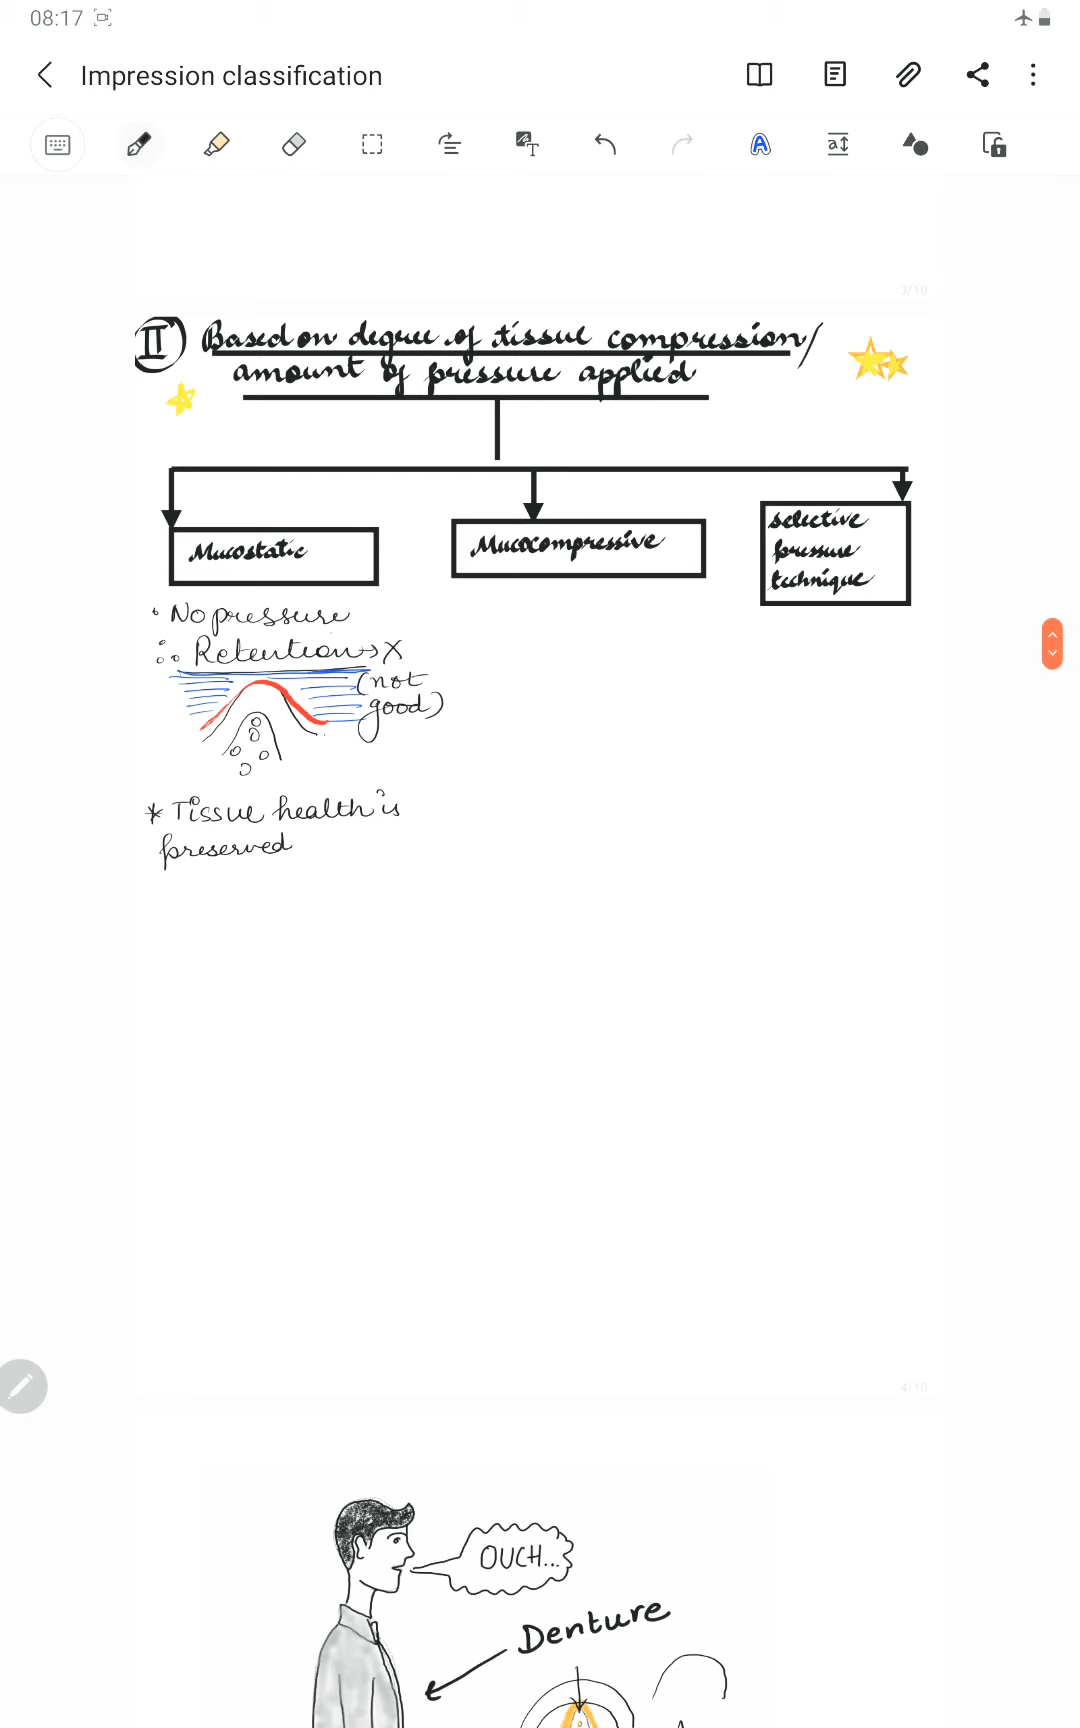 08:17
Impression classification
3/10
II) Based on degree of tissue compression/
amount of pressure applied
Mucostatic
Mucocompressive
selective
pressure
technique
• No pressure
∴ Retention → X
(not
good)
* Tissue health is
preserved
4/10
OUCH...
Denture